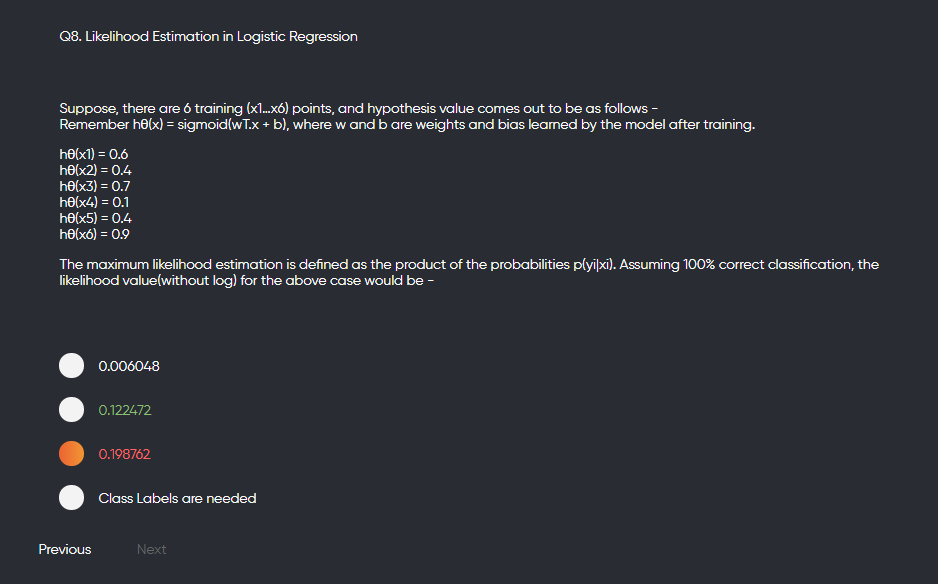 Q8. Likelihood Estimation in Logistic Regression
Suppose, there are 6 training (x1...x6) points, and hypothesis value comes out to be as follows -
Remember hθ(x) = sigmoid(wT.x + b), where w and b are weights and bias learned by the model after training.
hθ(x1) = 0.6
hθ(x2) = 0.4
hθ(x3) = 0.7
hθ(x4) = 0.1
hθ(x5) = 0.4
hθ(x6) = 0.9
The maximum likelihood estimation is defined as the product of the probabilities p(yi|xi). Assuming 100% correct classification, the
likelihood value(without log) for the above case would be -
0.006048
0.122472
0.198762
Class Labels are needed
Previous Next